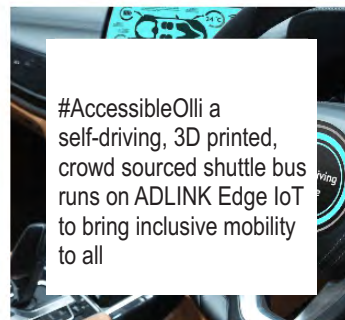 #AccessibleOlli a
self-driving, 3D printed,
crowd sourced shuttle bus
runs on ADLINK Edge IoT
to bring inclusive mobility
to all